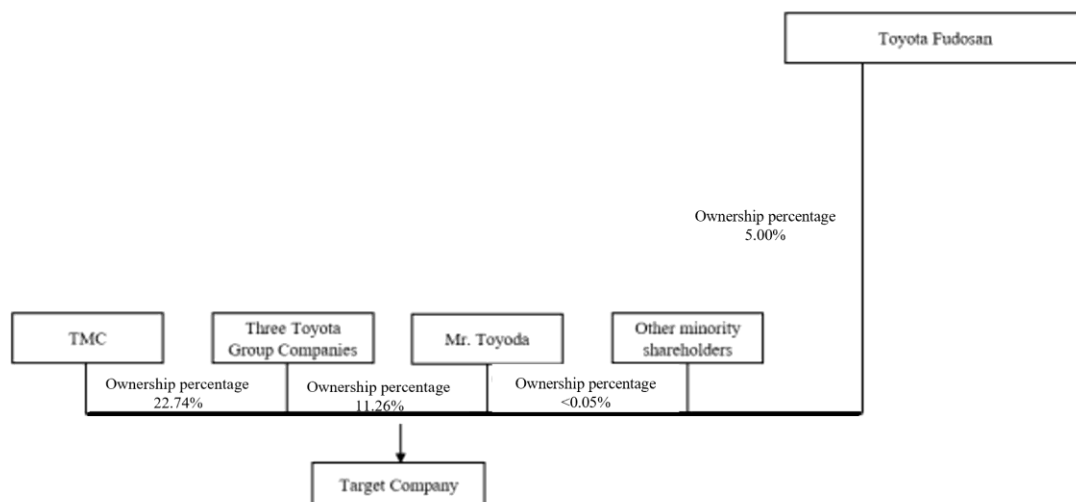 Toyota Fudosan
Ownership percentage
5.00%
TMC
Three Toyota
Group Companies
Mr. Toyoda
Other minority
shareholders
Ownership percentage
22.74%
Ownership percentage
11.26%
Ownership percentage
<0.05%
Target Company